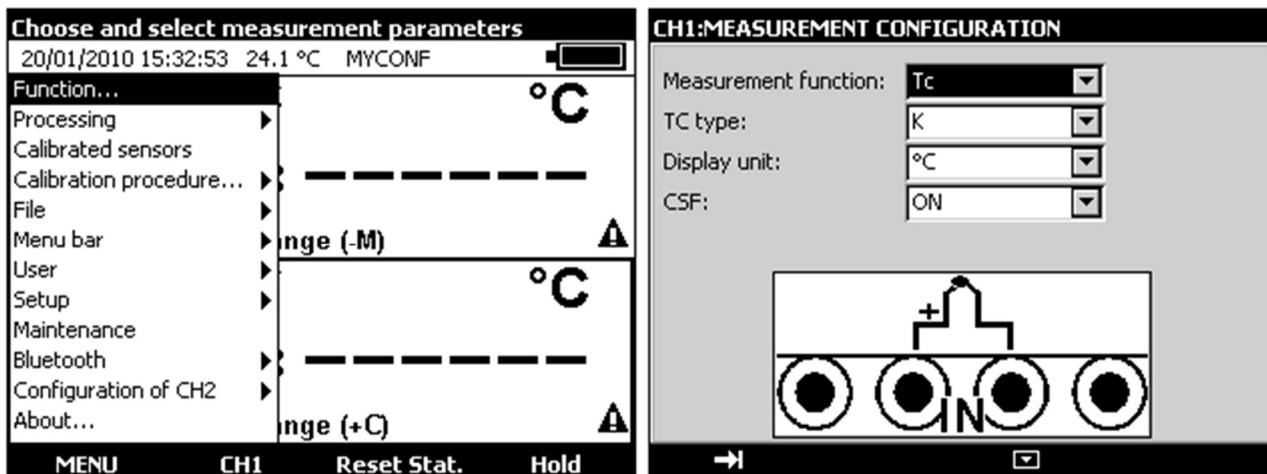 Choose and select measurement parameters
20/01/2010 15:32:53 24.1 °C MYCONF
Function...
°C
Processing
Calibrated sensors
Calibration procedure...
File
Menu bar
nge (-M)
User
°C
Setup
Maintenance
Bluetooth
Configuration of CH2
About...
nge (+C)
MENU CH1 Reset Stat. Hold
CH1:MEASUREMENT CONFIGURATION
Measurement function: Tc
TC type: K
Display unit: °C
CSF: ON
+
IN